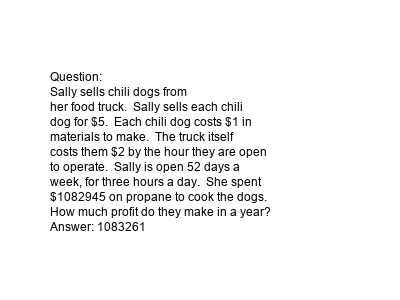 Question:
Sally sells chili dogs from
her food truck.  Sally sells each chili
dog for $5.  Each chili dog costs $1 in
materials to make.  The truck itself
costs them $2 by the hour they are open
to operate.  Sally is open 52 days a
week, for three hours a day.  She spent
$1082945 on propane to cook the dogs.
How much profit do they make in a year?
Answer: 1083261